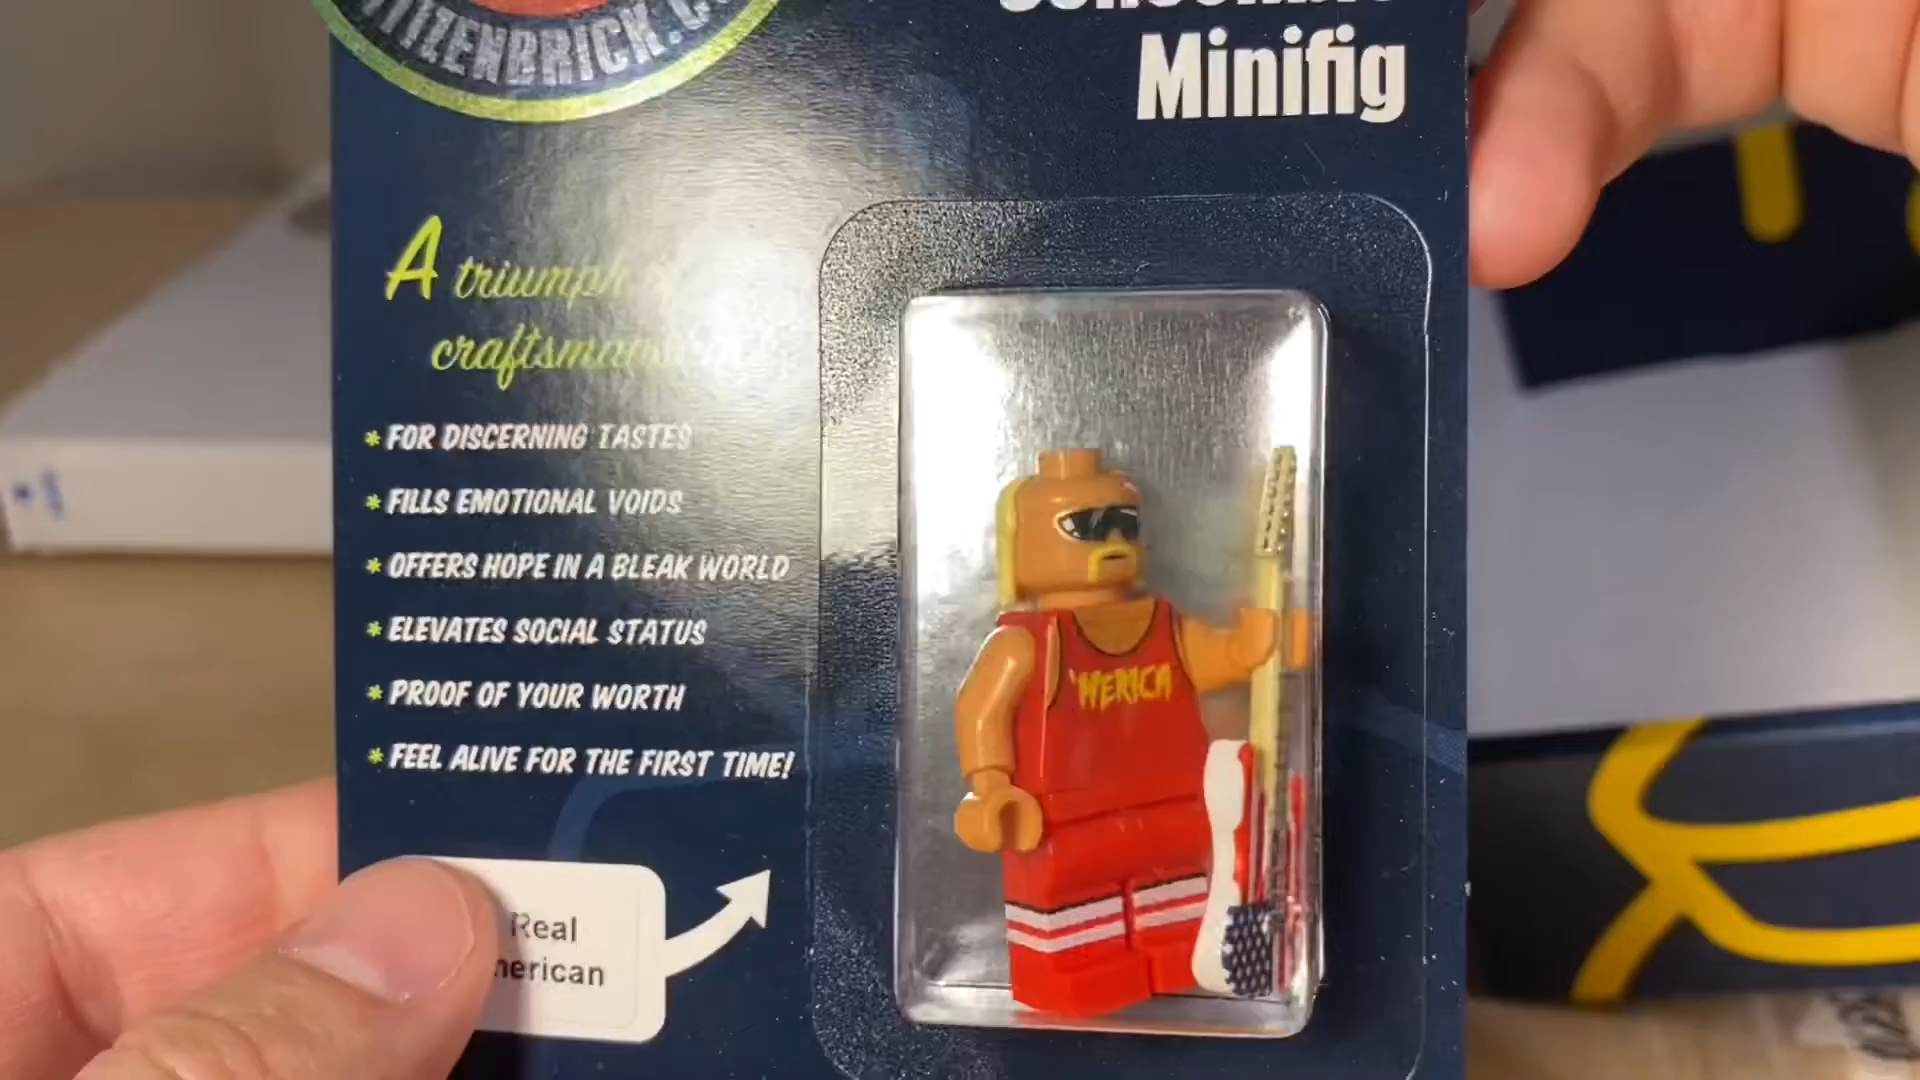 Minifig
A triumph
FOR DISCERNING TASTES
FILLS EMOTIONAL VOIDS
OFFERS HOPE IN A BLEAK WORLD
ELEVATES SOCIAL STATUS
PROOF OF YOUR WORTH
FEEL ALIVE FOR THE FIRST TIME!
'MERICA
Real